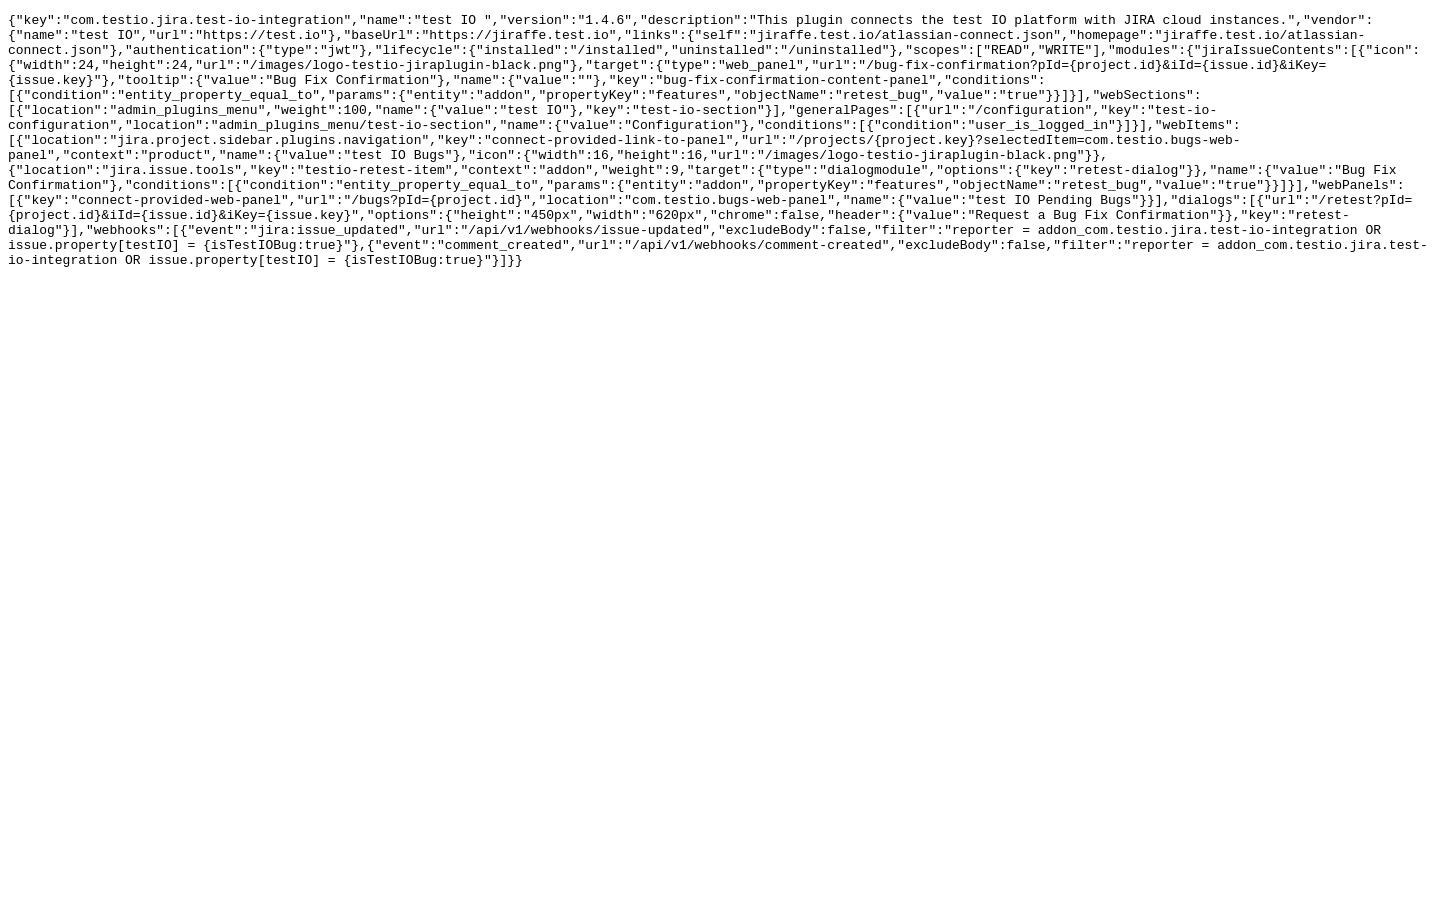 {"key":"com.testio.jira.test-io-integration","name":"test IO ","version":"1.4.6","description":"This plugin connects the test IO platform with JIRA cloud instances.","vendor":
{"name":"test IO","url":"https://test.io"},"baseUrl":"https://jiraffe.test.io","links":{"self":"jiraffe.test.io/atlassian-connect.json","homepage":"jiraffe.test.io/atlassian-
connect.json"},"authentication":{"type":"jwt"},"lifecycle":{"installed":"/installed","uninstalled":"/uninstalled"},"scopes":["READ","WRITE"],"modules":{"jiraIssueContents":[{"icon":
{"width":24,"height":24,"url":"/images/logo-testio-jiraplugin-black.png"},"target":{"type":"web_panel","url":"/bug-fix-confirmation?pId={project.id}&iId={issue.id}&iKey=
{issue.key}"},"tooltip":{"value":"Bug Fix Confirmation"},"name":{"value":""},"key":"bug-fix-confirmation-content-panel","conditions":
[{"condition":"entity_property_equal_to","params":{"entity":"addon","propertyKey":"features","objectName":"retest_bug","value":"true"}}]}],"webSections":
[{"location":"admin_plugins_menu","weight":100,"name":{"value":"test IO"},"key":"test-io-section"}],"generalPages":[{"url":"/configuration","key":"test-io-
configuration","location":"admin_plugins_menu/test-io-section","name":{"value":"Configuration"},"conditions":[{"condition":"user_is_logged_in"}]}],"webItems":
[{"location":"jira.project.sidebar.plugins.navigation","key":"connect-provided-link-to-panel","url":"/projects/{project.key}?selectedItem=com.testio.bugs-web-
panel","context":"product","name":{"value":"test IO Bugs"},"icon":{"width":16,"height":16,"url":"/images/logo-testio-jiraplugin-black.png"}},
{"location":"jira.issue.tools","key":"testio-retest-item","context":"addon","weight":9,"target":{"type":"dialogmodule","options":{"key":"retest-dialog"}},"name":{"value":"Bug Fix
Confirmation"},"conditions":[{"condition":"entity_property_equal_to","params":{"entity":"addon","propertyKey":"features","objectName":"retest_bug","value":"true"}}]}],"webPanels":
[{"key":"connect-provided-web-panel","url":"/bugs?pId={project.id}","location":"com.testio.bugs-web-panel","name":{"value":"test IO Pending Bugs"}}],"dialogs":[{"url":"/retest?pId=
{project.id}&iId={issue.id}&iKey={issue.key}","options":{"height":"450px","width":"620px","chrome":false,"header":{"value":"Request a Bug Fix Confirmation"}},"key":"retest-
dialog"}],"webhooks":[{"event":"jira:issue_updated","url":"/api/v1/webhooks/issue-updated","excludeBody":false,"filter":"reporter = addon_com.testio.jira.test-io-integration OR
issue.property[testIO] = {isTestIOBug:true}"},{"event":"comment_created","url":"/api/v1/webhooks/comment-created","excludeBody":false,"filter":"reporter = addon_com.testio.jira.test-
io-integration OR issue.property[testIO] = {isTestIOBug:true}"}]}}